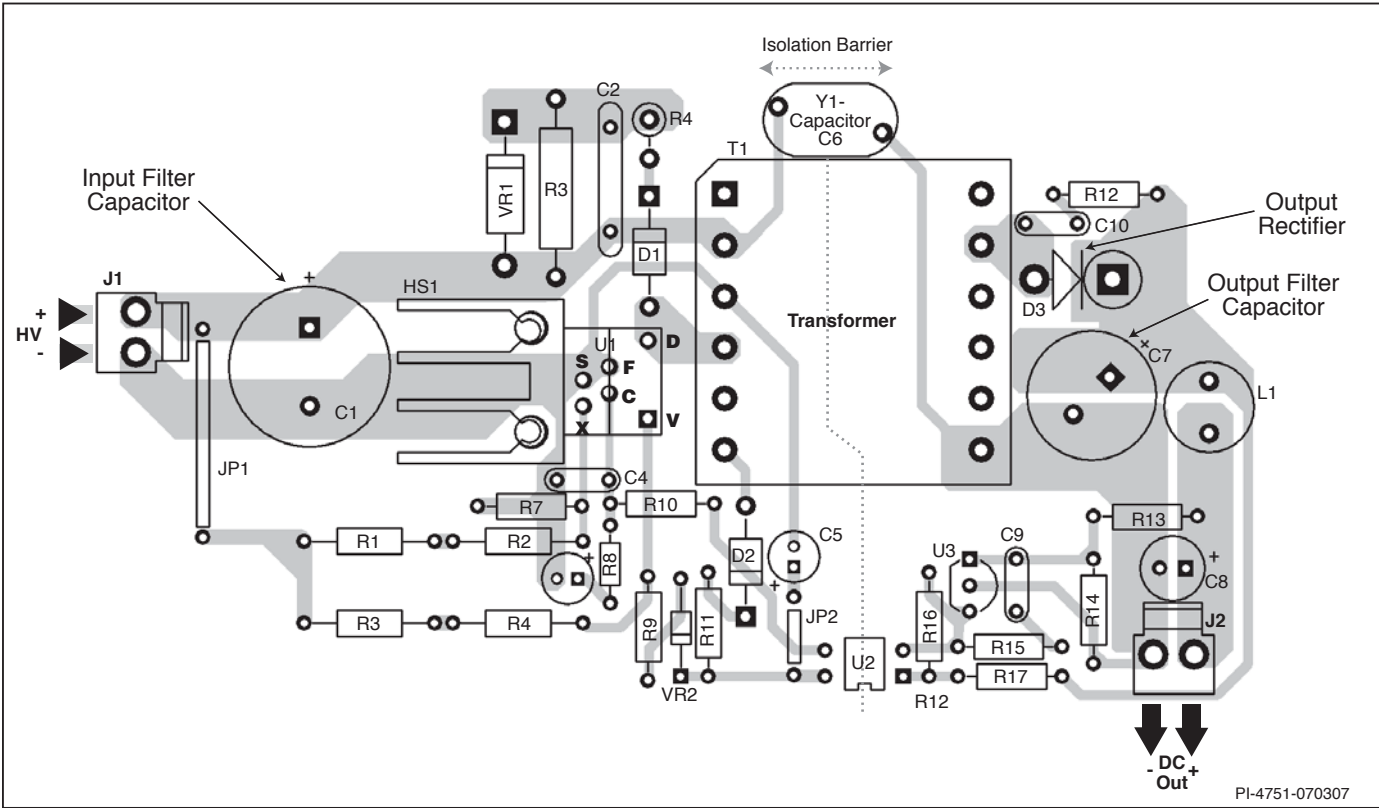 Isolation Barrier
Y1-
Capacitor
C6
C2
R4
T1
VR1
R3
Input Filter
Capacitor
R12
Output
Rectifier
C10
D1
J1
+
HS1
D3
Output Filter
Capacitor
+
HV
-
Transformer
U1
D
S
F
C
X
V
+
C7
L1
C1
JP1
C4
R7
R10
R13
R1
R2
+
R8
D2
C5
+
U3
C9
+
C8
R14
J2
R3
R4
R9
R11
JP2
U2
R16
R15
R17
VR2
R12
- DC +
Out
PI-4751-070307